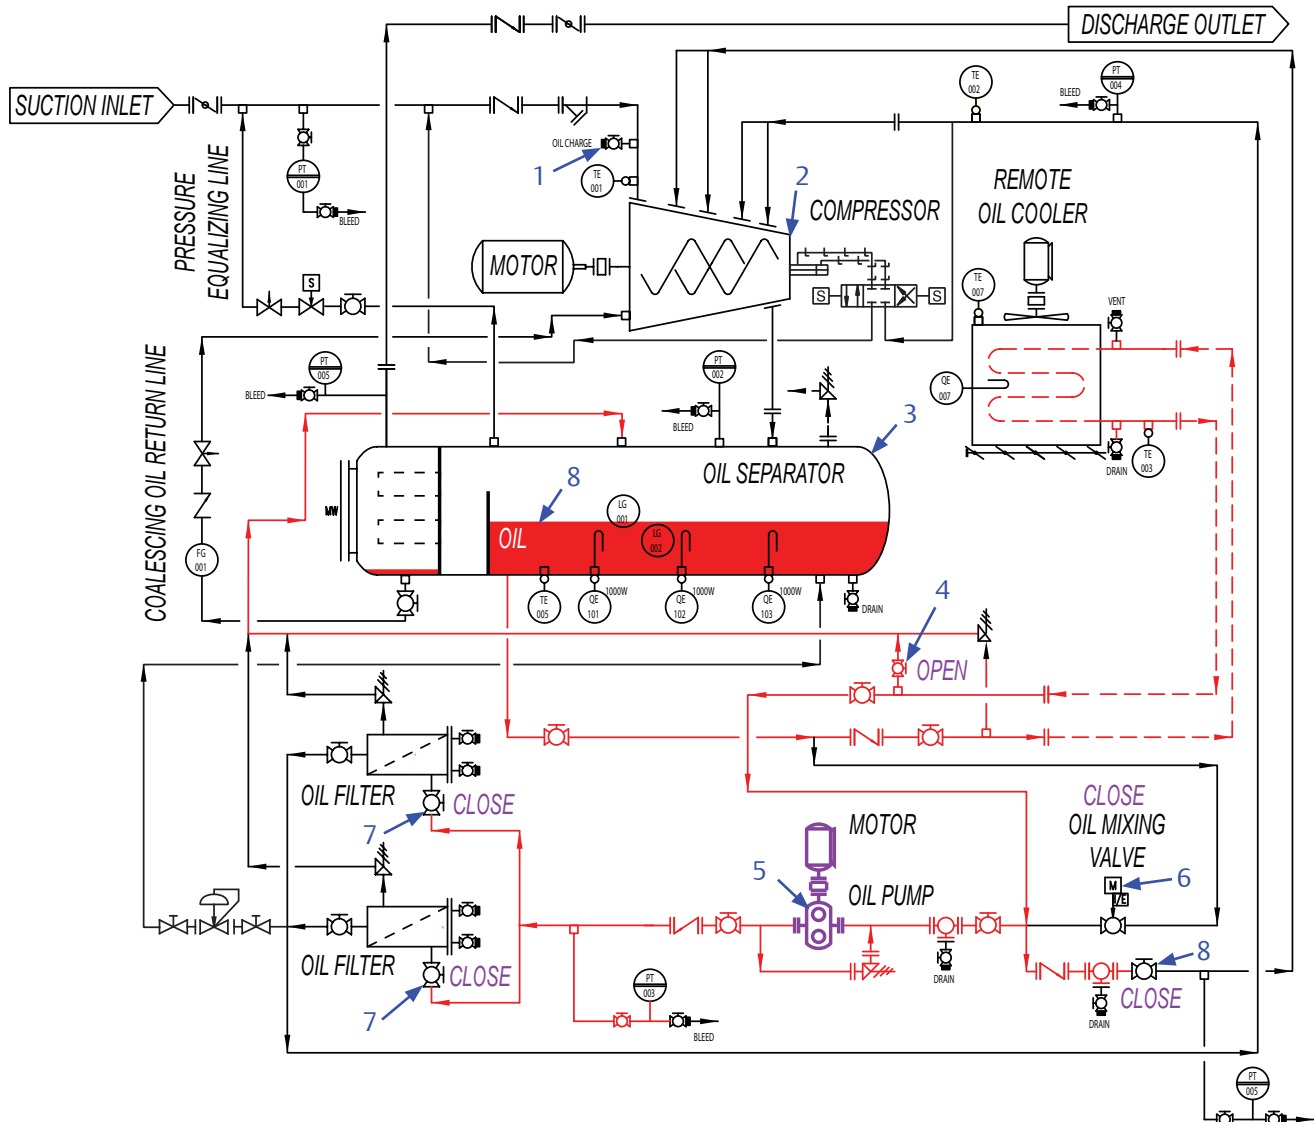 DISCHARGE OUTLET
SUCTION INLET
TE
002
PT
004
BLEED
OIL CHARGE
1
TE
001
2
PT
001
BLEED
PRESSURE
EQUALIZING LINE
REMOTE
OIL COOLER
COMPRESSOR
MOTOR
S
S
S
TE
007
VENT
PT
005
BLEED
PT
002
BLEED
QE
007
3
DRAIN
TE
003
COALESCING OIL RETURN LINE
OIL SEPARATOR
8
MW
LG
001
LG
002
OIL
FG
001
TE
005
QE
101
1000W
QE
102
1000W
QE
103
DRAIN
4
OPEN
OIL FILTER
CLOSE
7
CLOSE
OIL MIXING
VALVE
MOTOR
5
OIL PUMP
M
I/E
6
OIL FILTER
CLOSE
7
DRAIN
8
CLOSE
DRAIN
PT
003
BLEED
PT
005